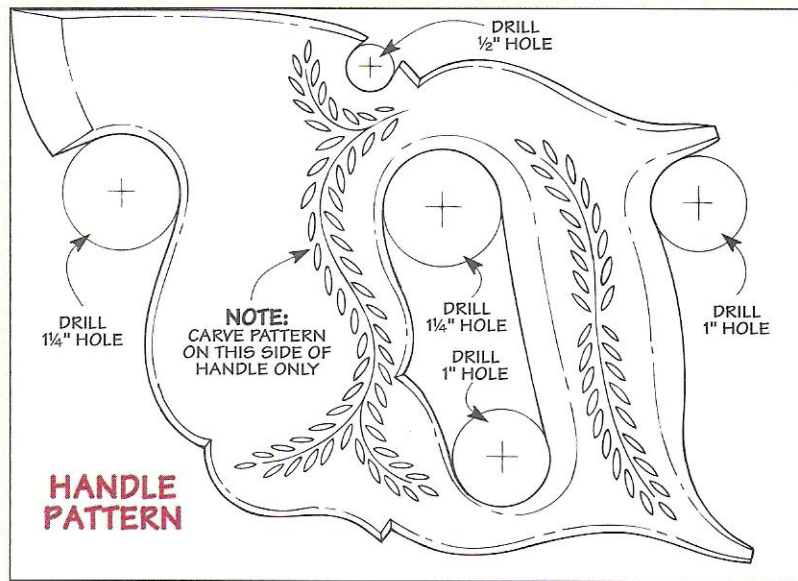 DRILL
½" HOLE
DRILL
1¼" HOLE
NOTE:
CARVE PATTERN
ON THIS SIDE OF
HANDLE ONLY
DRILL
1¼" HOLE
DRILL
1" HOLE
DRILL
1" HOLE
HANDLE
PATTERN